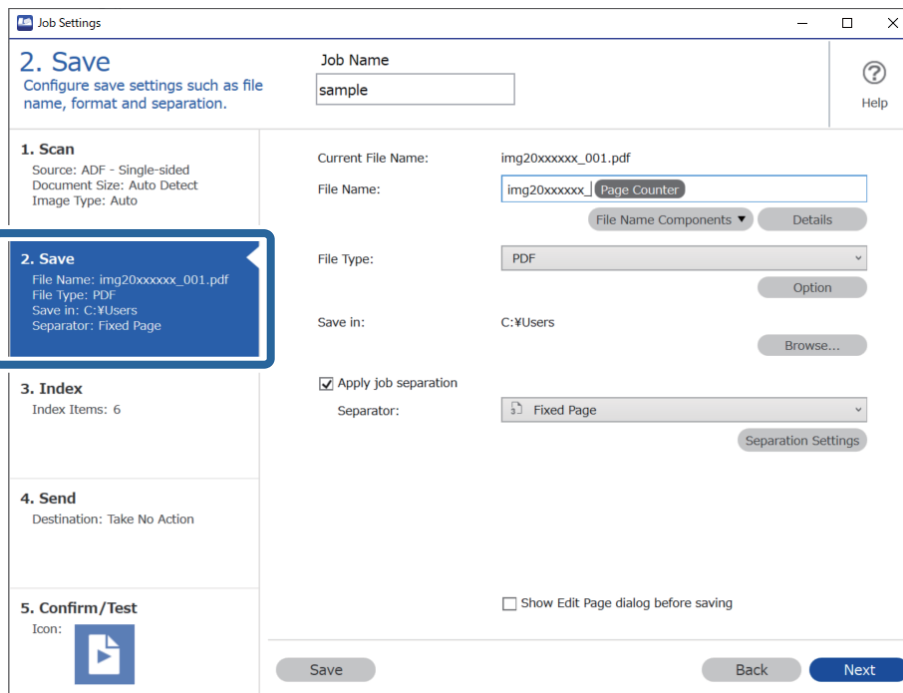 Job Settings
2. Save
Configure save settings such as file
name, format and separation.
Job Name
sample
Help
1. Scan
Source: ADF - Single-sided
Document Size: Auto Detect
Image Type: Auto
2. Save
File Name: img20xxxxxx_001.pdf
File Type: PDF
Save in: C:¥Users
Separator: Fixed Page
3. Index
Index Items: 6
4. Send
Destination: Take No Action
5. Confirm/Test
Icon:
Current File Name: img20xxxxxx_001.pdf
File Name: img20xxxxxx_ Page Counter
File Name Components ▼ Details
File Type: PDF
Option
Save in: C:¥Users
Browse...
Apply job separation
Separator: Fixed Page
Separation Settings
Show Edit Page dialog before saving
Save Back Next